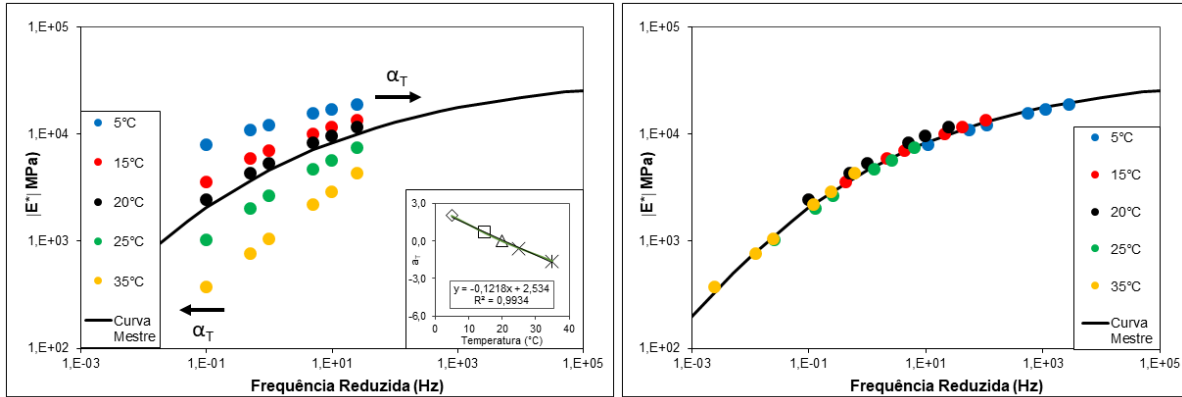 1,E+05
1,E+04
1,E+03
1,E+02
|E*| MPa
α_T
α_T
5°C
15°C
20°C
25°C
35°C
Curva
Mestre
3,0
0,0
-3,0
-6,0
a_T
y = -0,1218x + 2,534
R² = 0,9934
0 10 20 30 40
Temperatura (°C)
1,E-03 1,E-01 1,E+01 1,E+03 1,E+05
Frequência Reduzida (Hz)
1,E+05
1,E+04
1,E+03
1,E+02
|E*| MPa
5°C
15°C
20°C
25°C
35°C
Curva
Mestre
1,E-03 1,E-01 1,E+01 1,E+03 1,E+05
Frequência Reduzida (Hz)